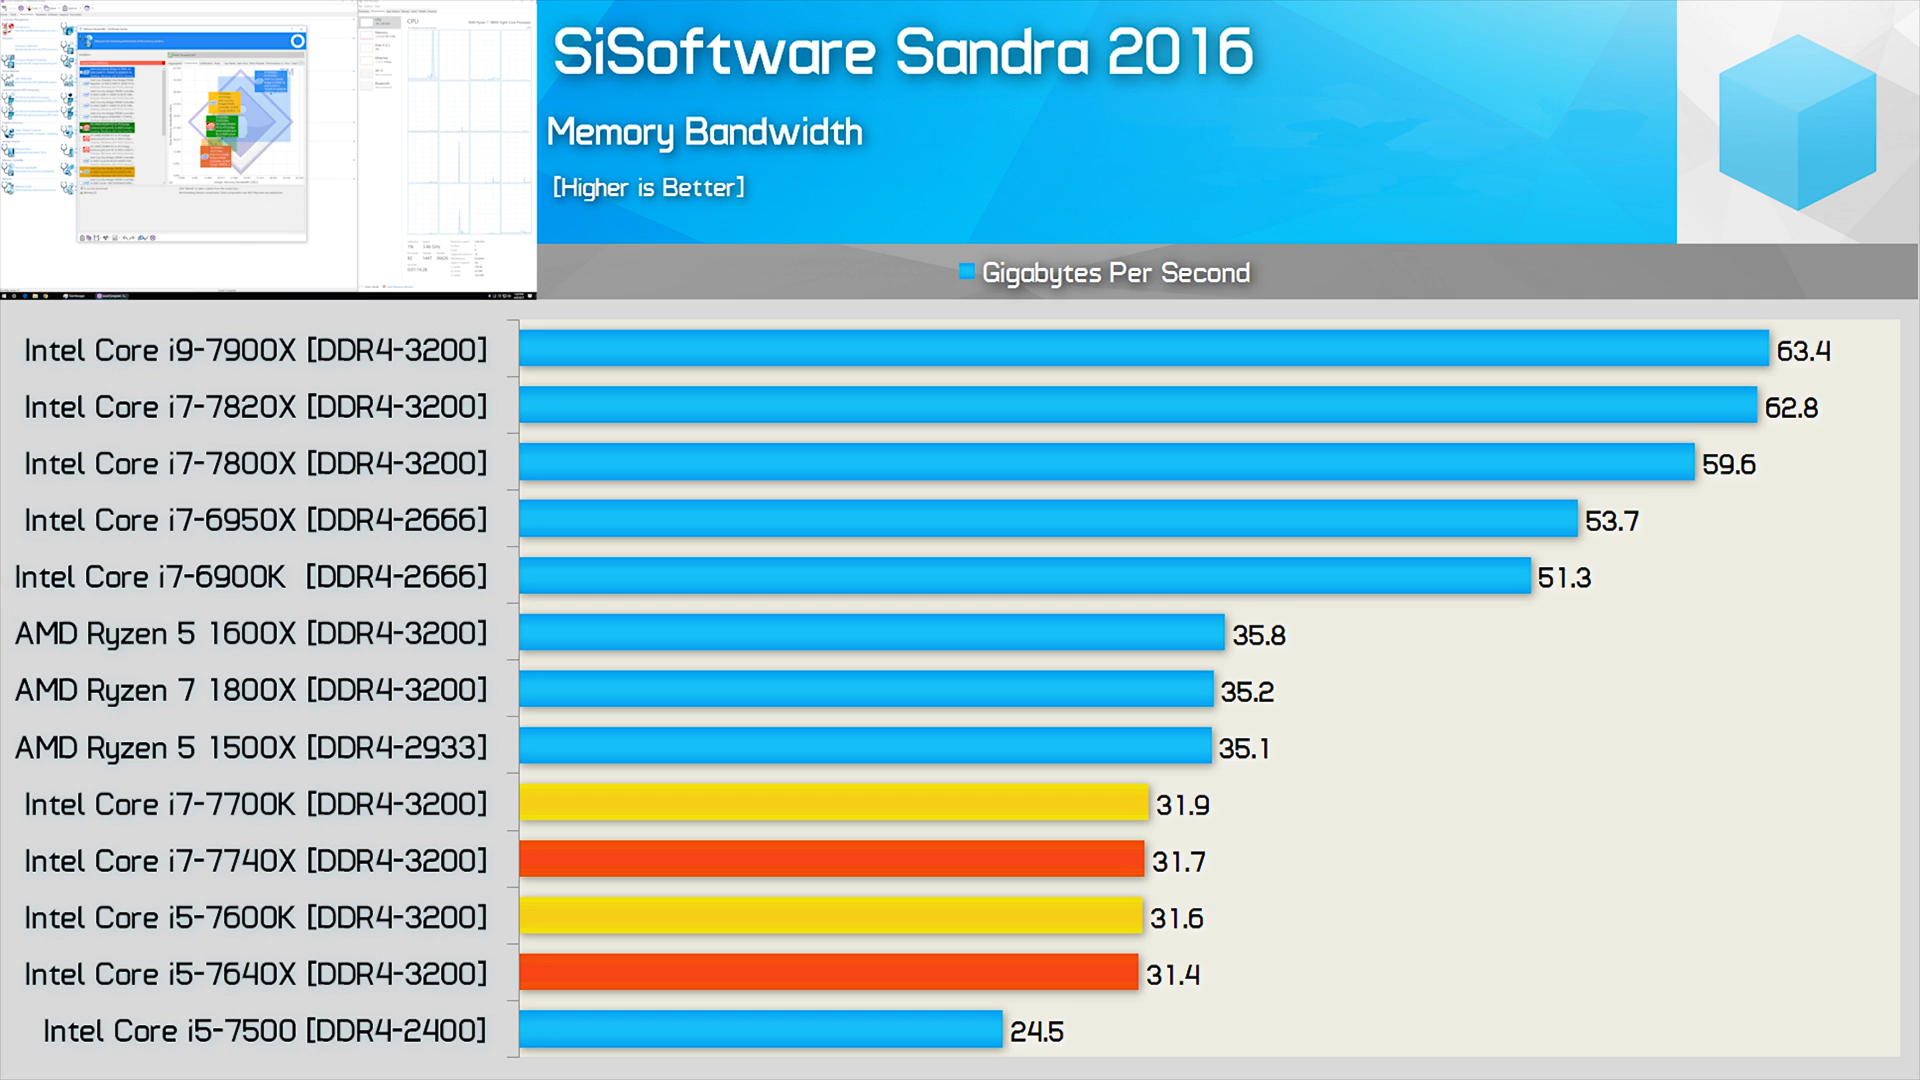 SiSoftware Sandra 2016
Memory Bandwidth
[Higher is Better]
Gigabytes Per Second
CPU
Intel Core i9-7900X [DDR4-3200] 63.4
Intel Core i7-7820X [DDR4-3200] 62.8
Intel Core i7-7800X [DDR4-3200] 59.6
Intel Core i7-6950X [DDR4-2666] 53.7
Intel Core i7-6900K [DDR4-2666] 51.3
AMD Ryzen 5 1600X [DDR4-3200] 35.8
AMD Ryzen 7 1800X [DDR4-3200] 35.2
AMD Ryzen 5 1500X [DDR4-2933] 35.1
Intel Core i7-7700K [DDR4-3200] 31.9
Intel Core i7-7740X [DDR4-3200] 31.7
Intel Core i5-7600K [DDR4-3200] 31.6
Intel Core i5-7640X [DDR4-3200] 31.4
Intel Core i5-7500 [DDR4-2400] 24.5